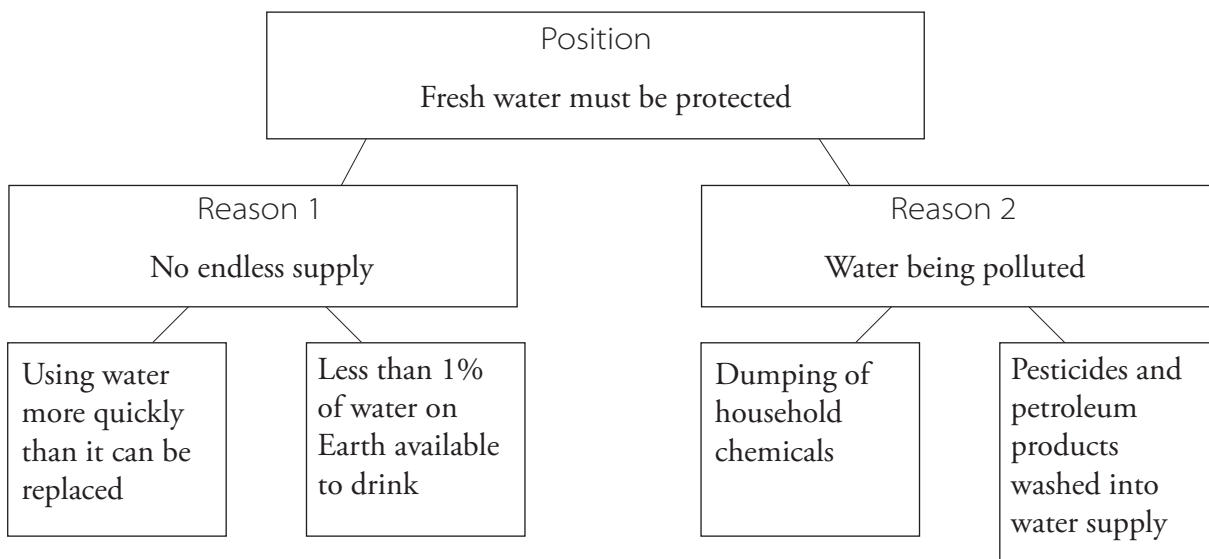 Position
Fresh water must be protected
Reason 1
No endless supply
Reason 2
Water being polluted
Using water
more quickly
than it can be
replaced
Less than 1%
of water on
Earth available
to drink
Dumping of
household
chemicals
Pesticides and
petroleum
products
washed into
water supply